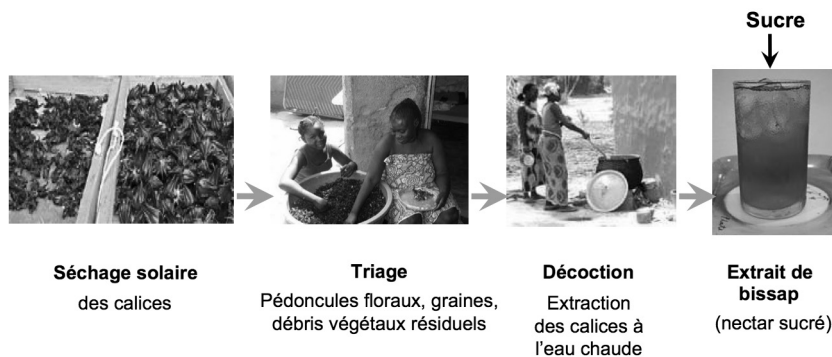 Sucre
Séchage solaire
des calices
Triage
Pédoncules floraux, graines,
débris végétaux résiduels
Décoction
Extraction
des calices à
l’eau chaude
Extrait de
bissap
(nectar sucré)